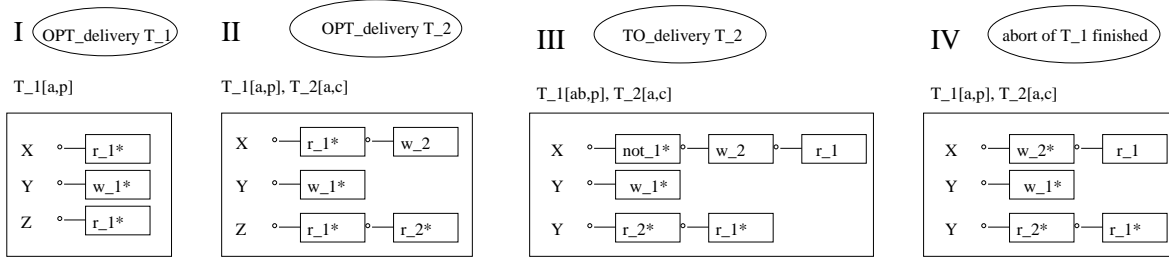 I OPT_delivery T_1
T_1[a,p]
X r_1*
Y w_1*
Z r_1*
II OPT_delivery T_2
T_1[a,p], T_2[a,c]
X r_1* w_2
Y w_1*
Z r_1* r_2*
III TO_delivery T_2
T_1[ab,p], T_2[a,c]
X not_1* w_2 r_1
Y w_1*
Y r_2* r_1*
IV abort of T_1 finished
T_1[a,p], T_2[a,c]
X w_2* r_1
Y w_1*
Y r_2* r_1*